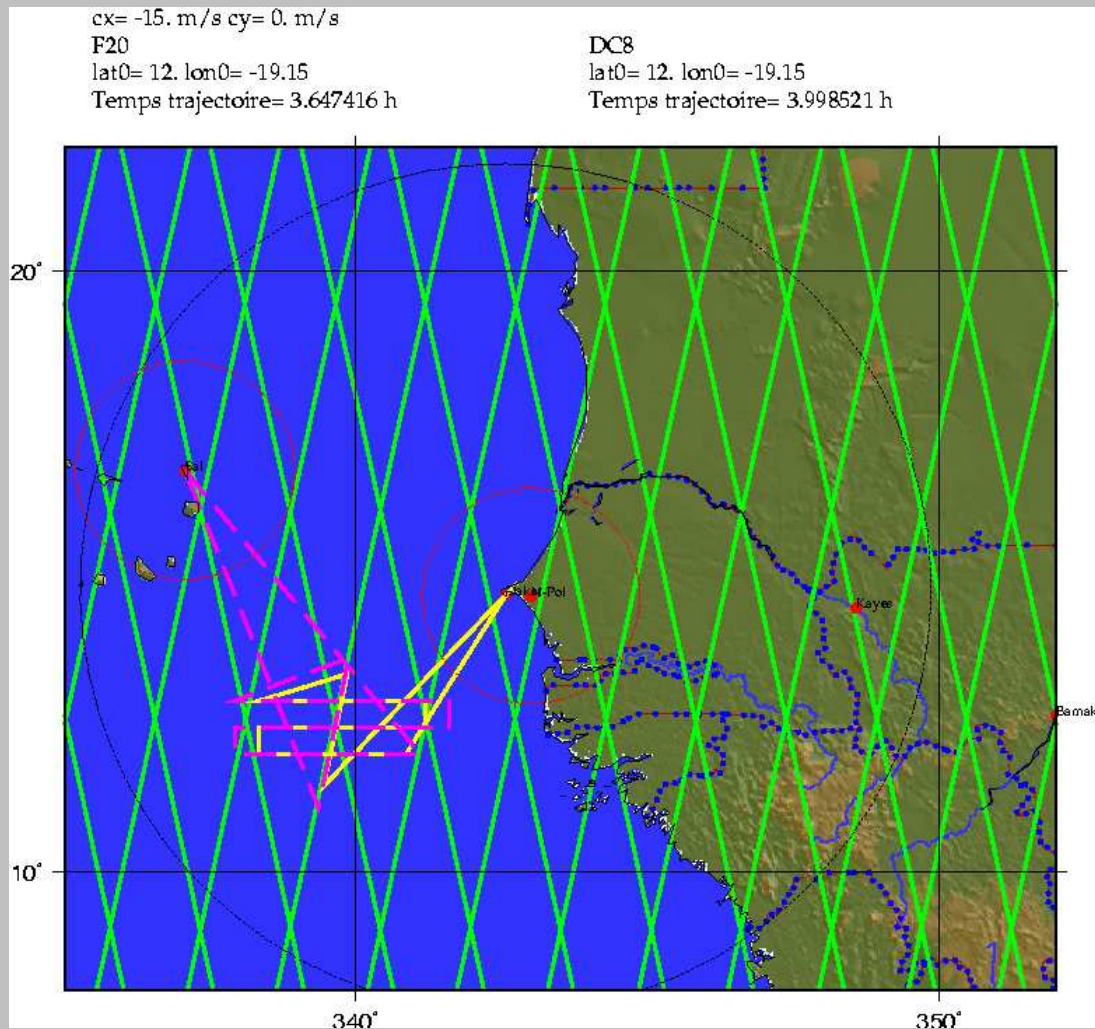 cx= -15. m/s cy= 0. m/s
F20
lat0= 12. lon0= -19.15
Temps trajectoire= 3.647416 h
DC8
lat0= 12. lon0= -19.15
Temps trajectoire= 3.998521 h
20°
Sal
Pol
Kayes
Bamak
10°
340°
350°